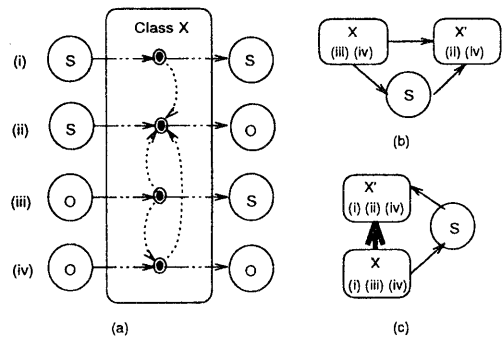 Class X
(i) S S
(ii) S O
(iii) O S
(iv) O O
(a)
X X'
(iii) (iv) (ii) (iv)
S
(b)
X'
(i) (ii) (iv)
S
X
(i) (iii) (iv)
(c)